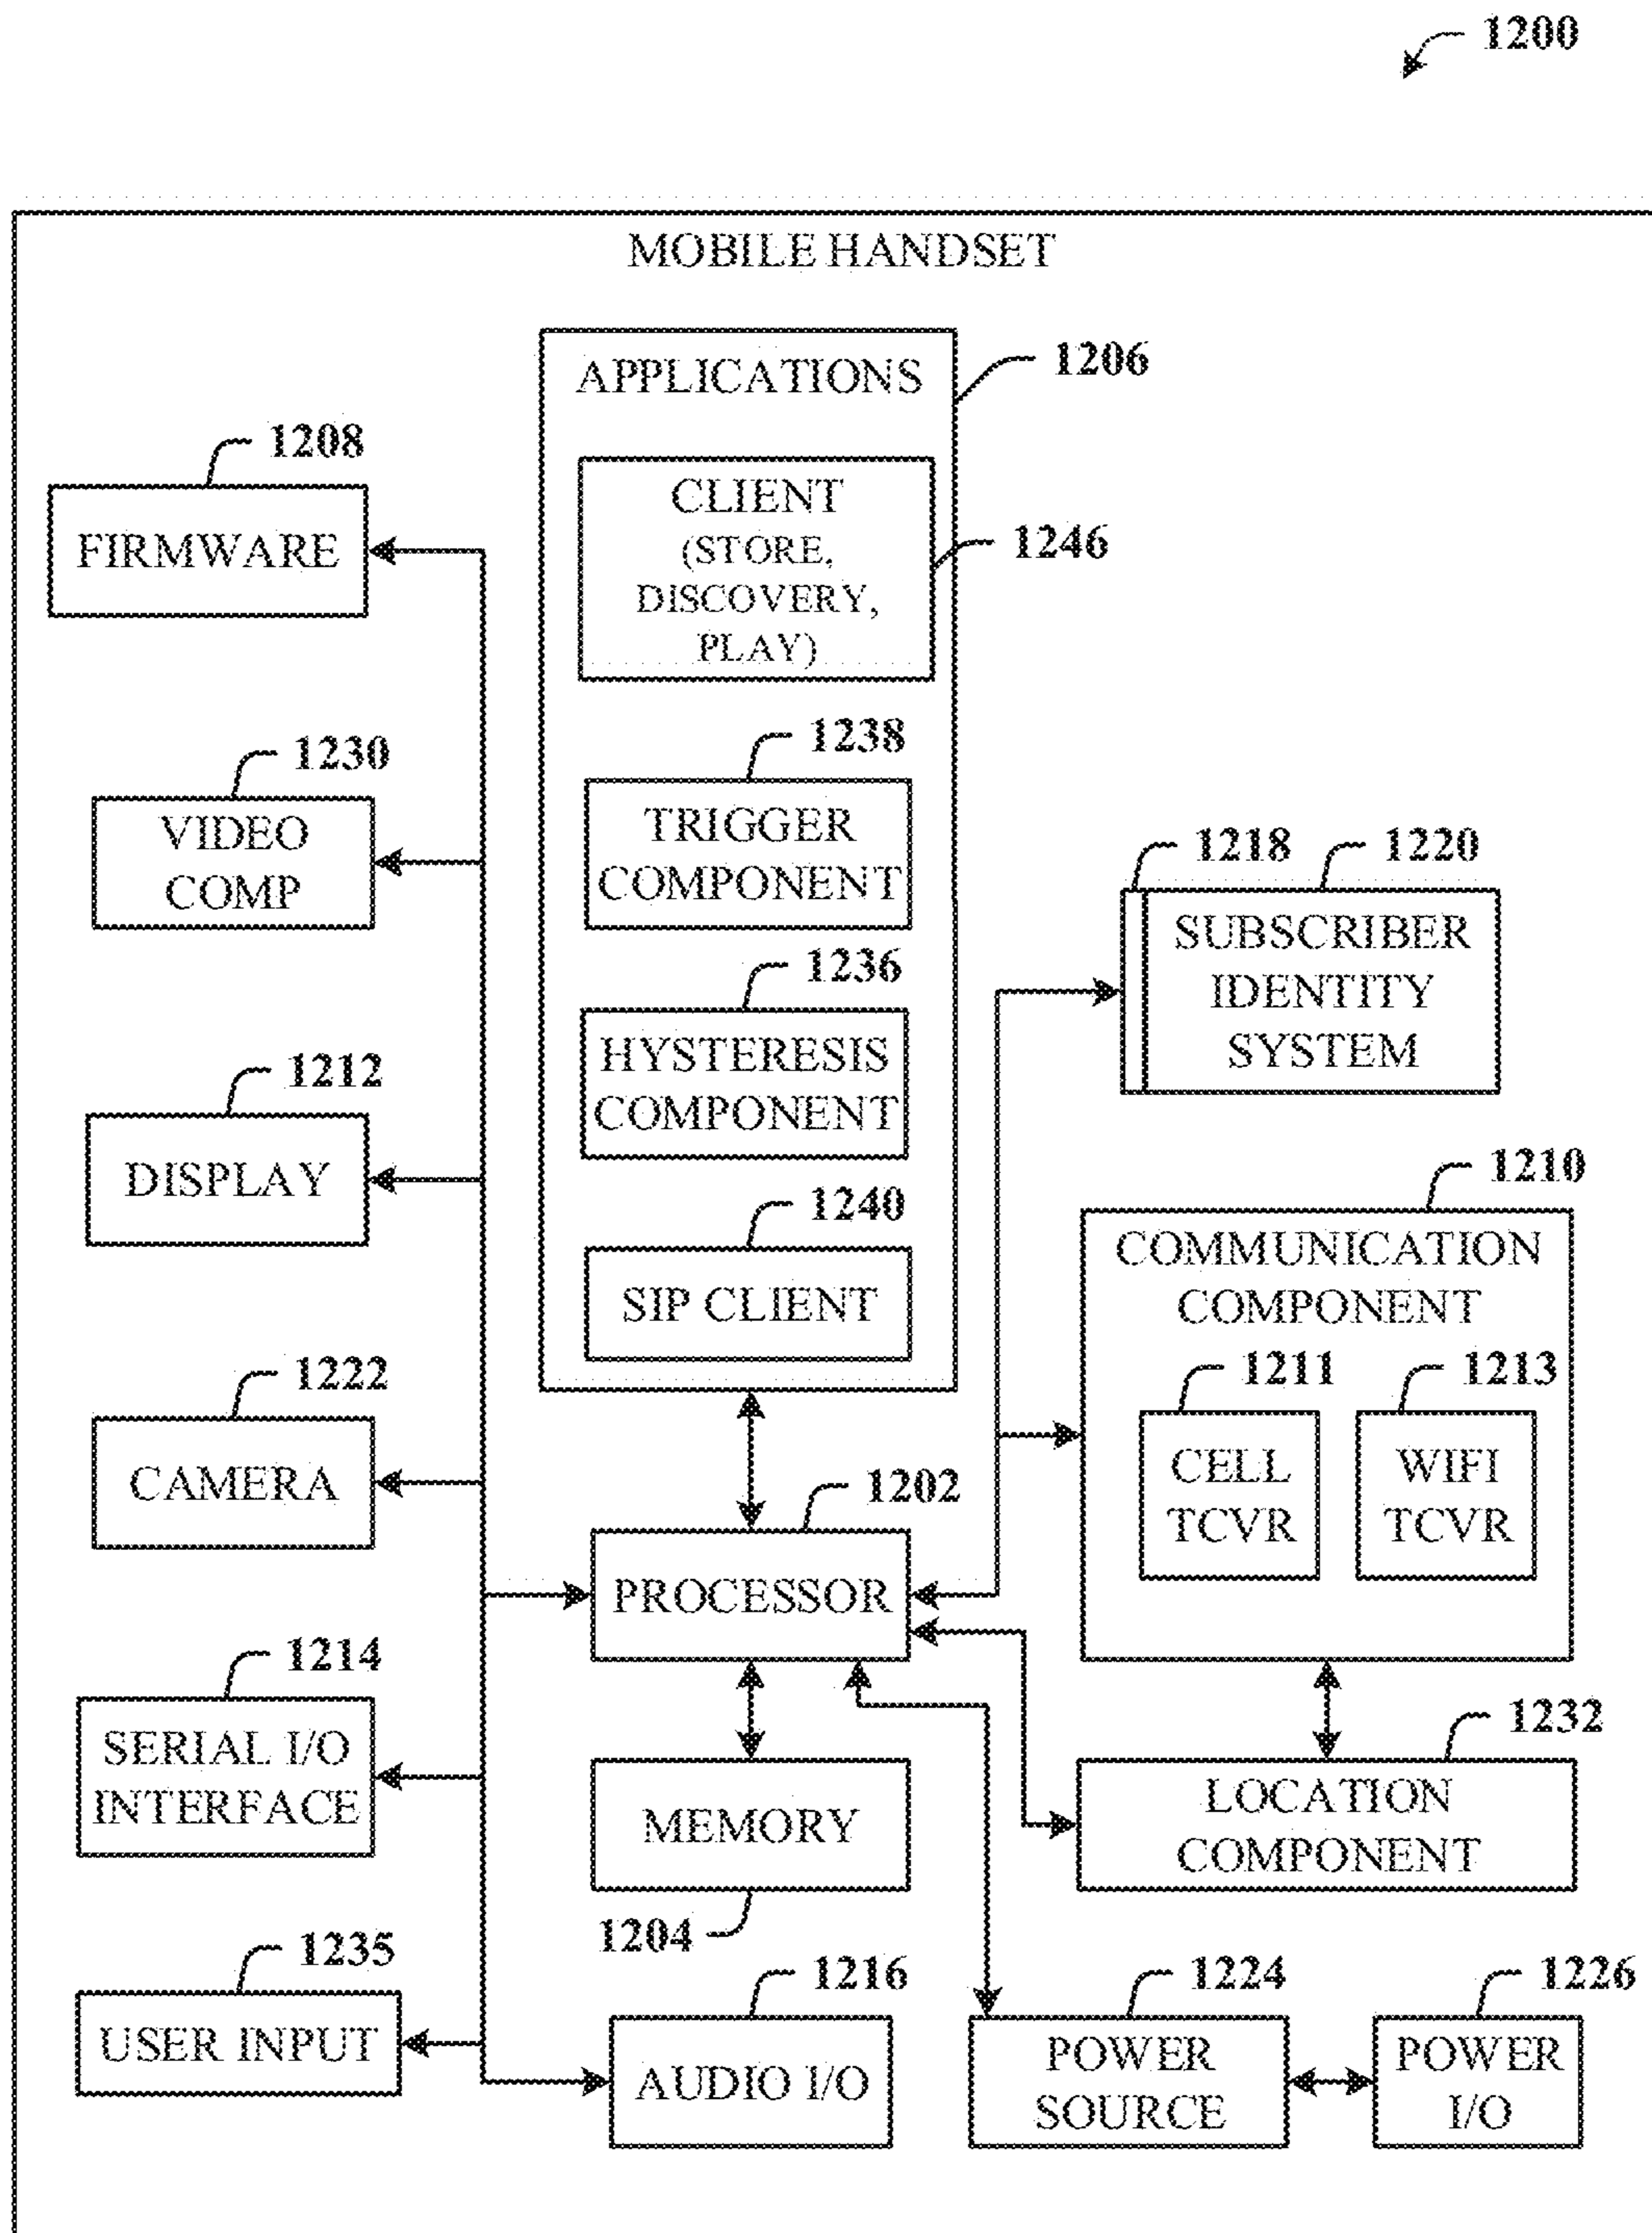 1200
MOBILE HANDSET
APPLICATIONS
1206
1208
FIRMWARE
CLIENT
(STORE,
DISCOVERY,
PLAY)
1246
1230
VIDEO
COMP
1238
TRIGGER
COMPONENT
1218
1220
SUBSCRIBER
IDENTITY
SYSTEM
1236
HYSTERESIS
COMPONENT
1212
DISPLAY
1240
SIP CLIENT
1210
COMMUNICATION
COMPONENT
1211
CELL
TCVR
1213
WIFI
TCVR
1222
CAMERA
1202
PROCESSOR
1214
SERIAL I/O
INTERFACE
MEMORY
1204
1232
LOCATION
COMPONENT
1235
USER INPUT
1216
AUDIO I/O
1224
POWER
SOURCE
1226
POWER
I/O